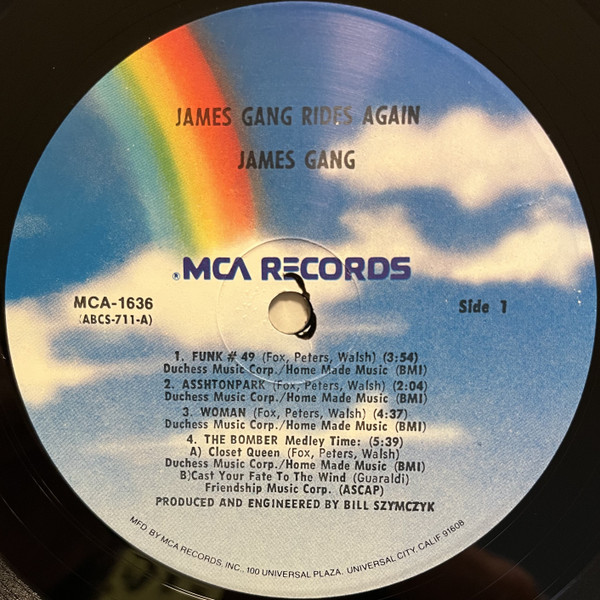 JAMES GANG RIDES AGAIN
JAMES GANG
® MCA RECORDS
MCA-1636
(ABCS-711-A)
Side 1
1. FUNK # 49 (Fox, Peters, Walsh) (3:54)
Duchess Music Corp./Home Made Music (BMI)
2. ASSHTONPARK (Fox, Peters, Walsh) (2:04)
Duchess Music Corp./Home Made Music (BMI)
3. WOMAN (Fox, Peters, Walsh) (4:37)
Duchess Music Corp./Home Made Music (BMI)
4. THE BOMBER Medley Time: (5:39)
A) Closet Queen (Fox, Peters, Walsh)
Duchess Music Corp./Home Made Music (BMI)
B)Cast Your Fate To The Wind (Guaraldi)
Friendship Music Corp. (ASCAP)
PRODUCED AND ENGINEERED BY BILL SZYMCZYK
MFD. BY MCA RECORDS, INC., 100 UNIVERSAL PLAZA, UNIVERSAL CITY, CALIF. 91608